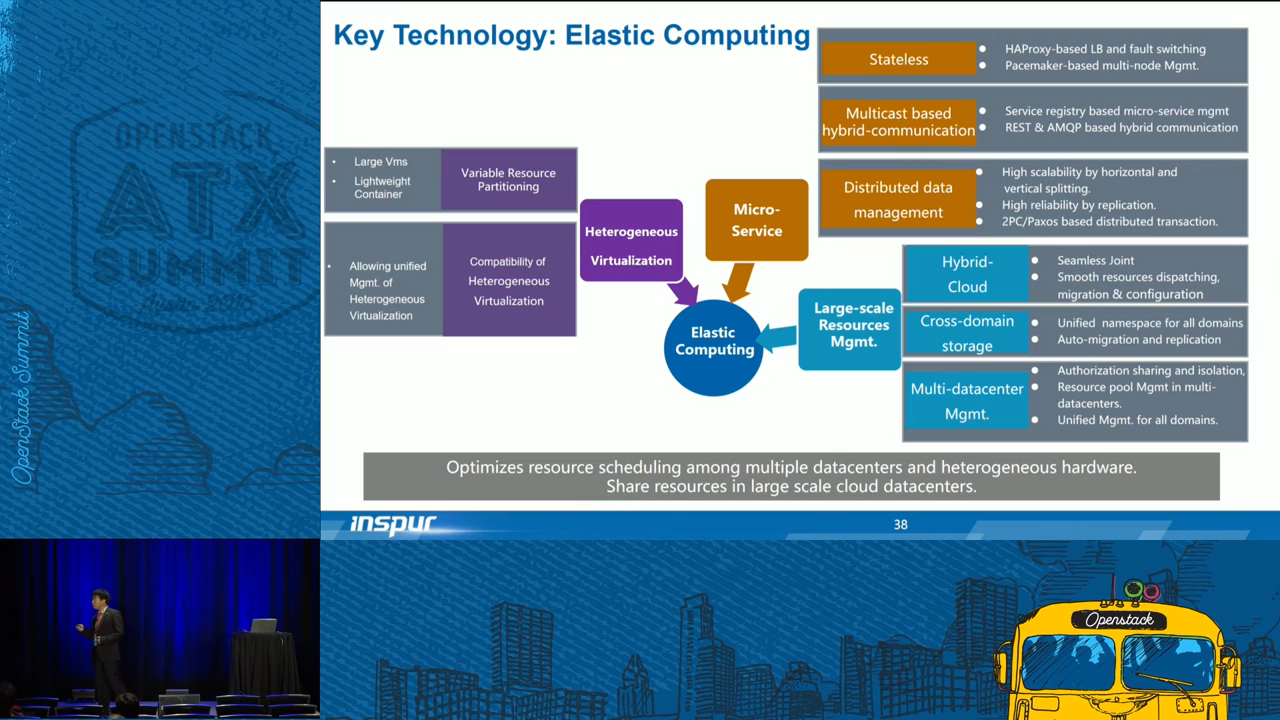 Key Technology: Elastic Computing
Stateless
HAProxy-based LB and fault switching
Pacemaker-based multi-node Mgmt.
Multicast based
hybrid-communication
Service registry based micro-service mgmt
REST & AMQP based hybrid communication
Distributed data
management
High scalability by horizontal and
vertical splitting.
High reliability by replication.
2PC/Paxos based distributed transaction.
Large Vms
Lightweight
Container
Variable Resource
Partitioning
Allowing unified
Mgmt. of
Heterogeneous
Virtualization
Compatibility of
Heterogeneous
Virtualization
Heterogeneous
Virtualization
Micro-
Service
Elastic
Computing
Large-scale
Resources
Mgmt.
Hybrid-
Cloud
Seamless Joint
Smooth resources dispatching,
migration & configuration
Cross-domain
storage
Unified namespace for all domains
Auto-migration and replication
Multi-datacenter
Mgmt.
Authorization sharing and isolation,
Resource pool Mgmt in multi-
datacenters.
Unified Mgmt. for all domains.
Optimizes resource scheduling among multiple datacenters and heterogeneous hardware.
Share resources in large scale cloud datacenters.
inspur
38
OPENSTACK
ATX
SUMMIT
Austin
OpenStack Summit
Openstack